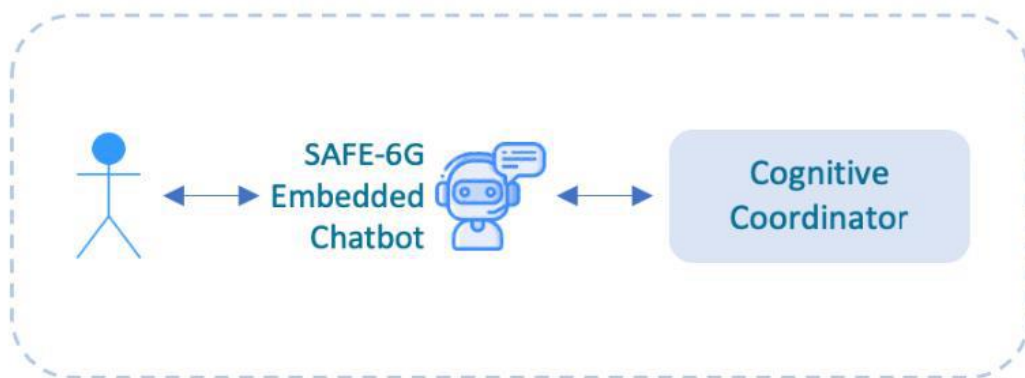 SAFE-6G
Embedded
Chatbot
Cognitive
Coordinator